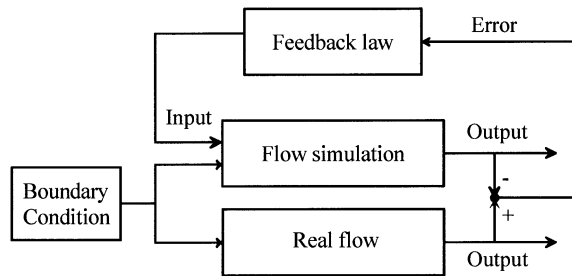 Feedback law
Error
Input
Output
Flow simulation
Boundary
Condition
-
+
Real flow
Output